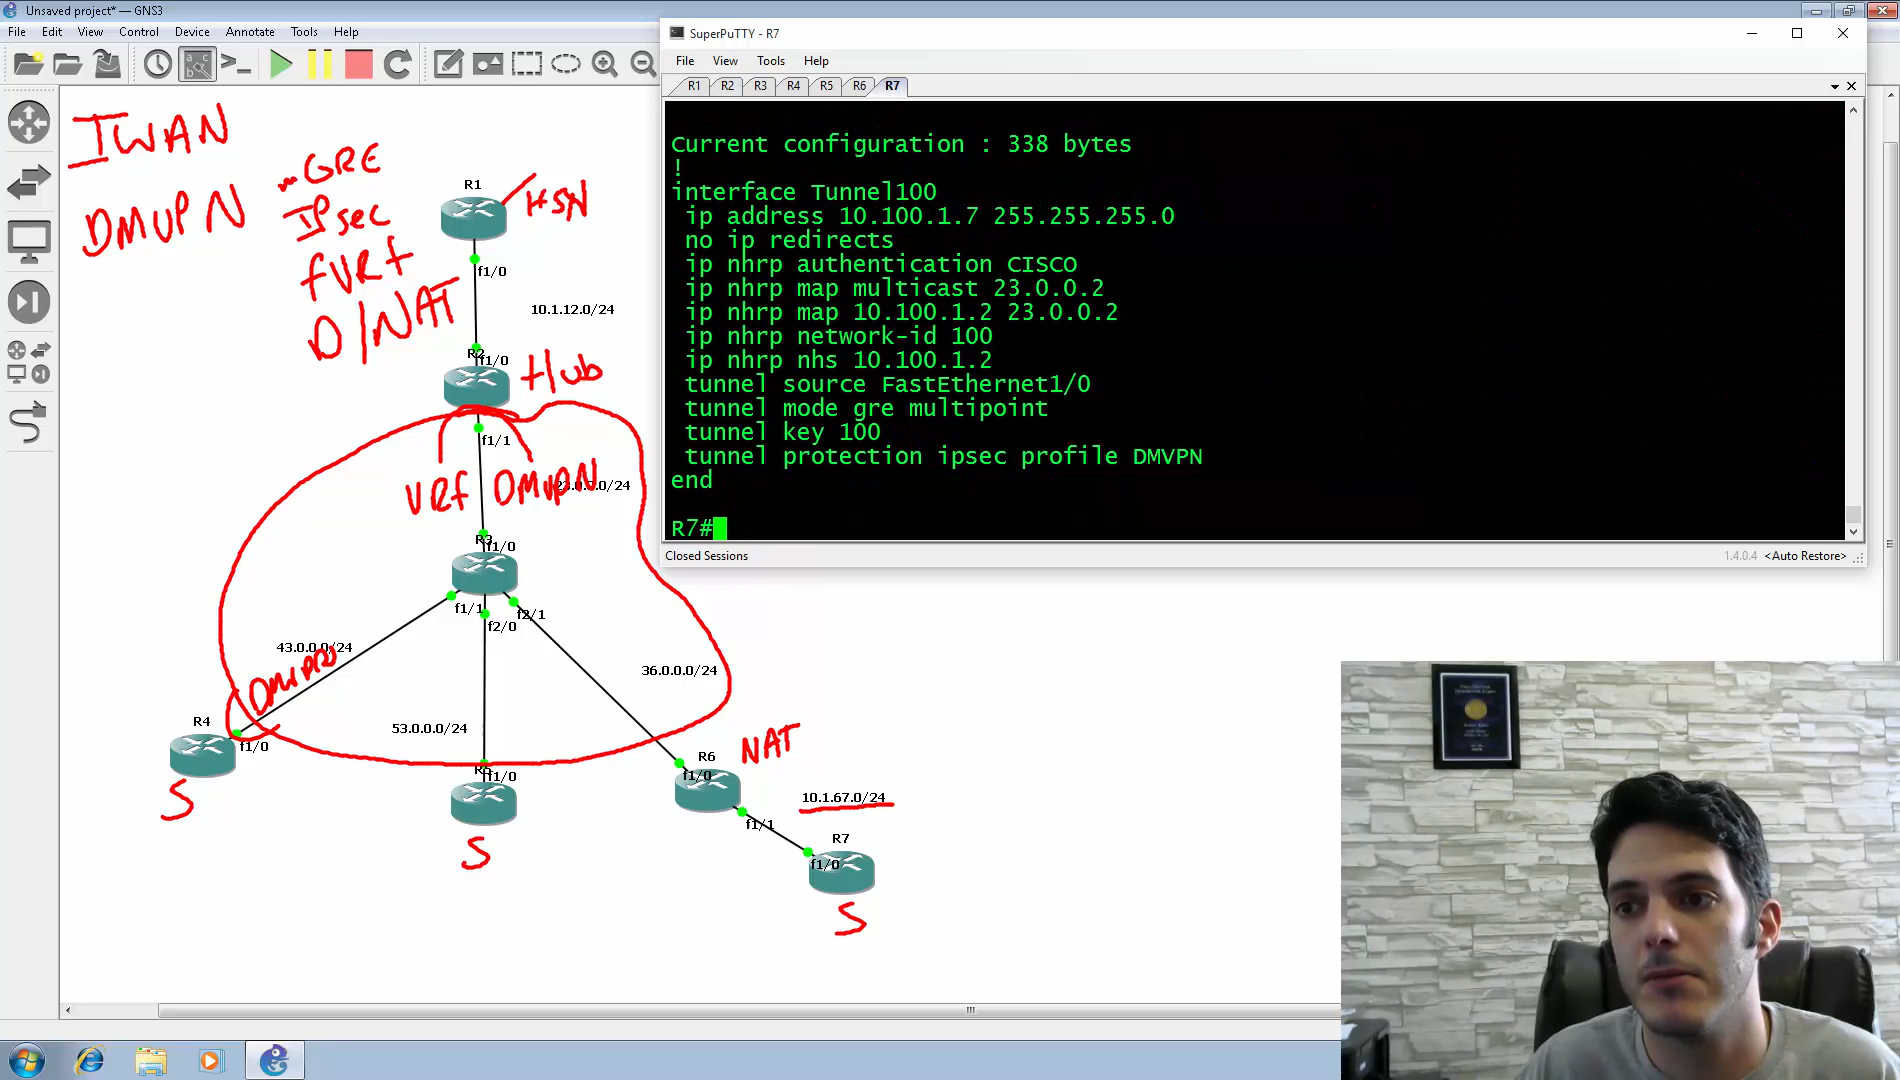 Unsaved project* — GNS3
File Edit View Control Device Annotate Tools Help
SuperPuTTY - R7
File View Tools Help
R1 R2 R3 R4 R5 R6 R7
Current configuration : 338 bytes
!
interface Tunnel100
ip address 10.100.1.7 255.255.255.0
no ip redirects
ip nhrp authentication CISCO
ip nhrp map multicast 23.0.0.2
ip nhrp map 10.100.1.2 23.0.0.2
ip nhrp network-id 100
ip nhrp nhs 10.100.1.2
tunnel source FastEthernet1/0
tunnel mode gre multipoint
tunnel key 100
tunnel protection ipsec profile DMVPN
end
R7#
Closed Sessions
1.4.0.4 <Auto Restore>
IWAN
DMVPN
mGRE
IPsec
fVRf
D/NAT
R1
f1/0
10.1.12.0/24
R2
f1/0
Hub
f1/1
VRf DMVPN
23.0.0.0/24
R3
f1/0
f1/1
f2/0
f2/1
43.0.0.0/24
36.0.0.0/24
R4
f1/0
S
53.0.0.0/24
R5
f1/0
S
R6
NAT
f1/0
10.1.67.0/24
f1/1
R7
f1/0
S